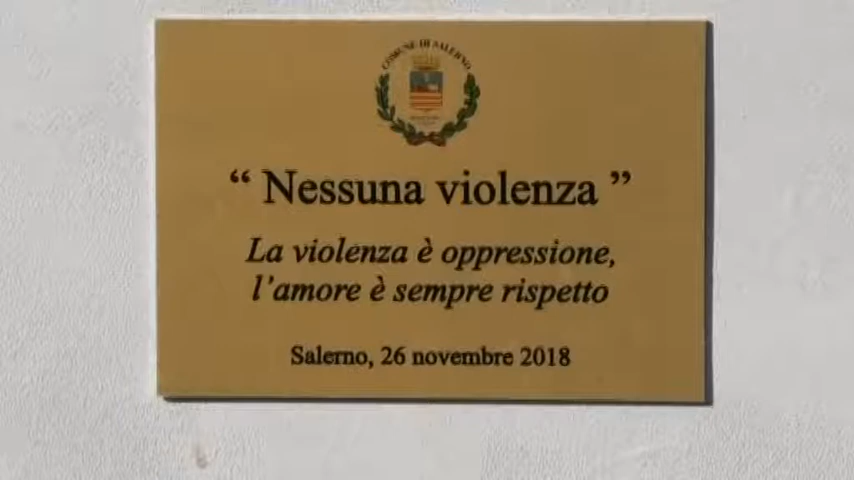 COMUNE DI SALERNO
“ Nessuna violenza ”
La violenza è oppressione,
l’amore è sempre rispetto
Salerno, 26 novembre 2018